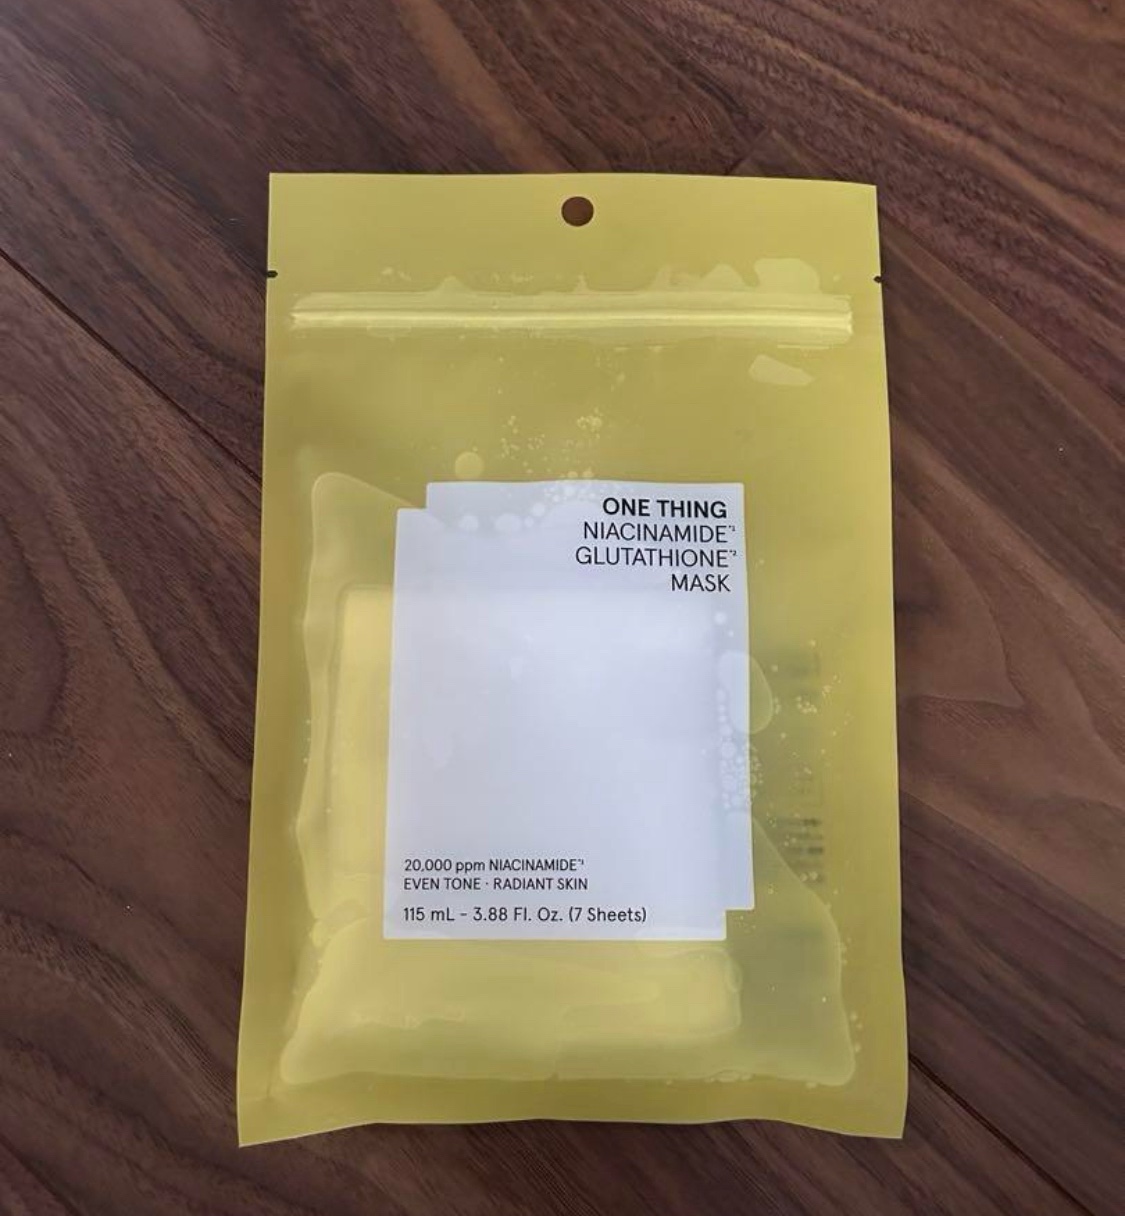 ONE THING
NIACINAMIDE*¹
GLUTATHIONE*²
MASK
20,000 ppm NIACINAMIDE*¹
EVEN TONE · RADIANT SKIN
115 mL – 3.88 Fl. Oz. (7 Sheets)